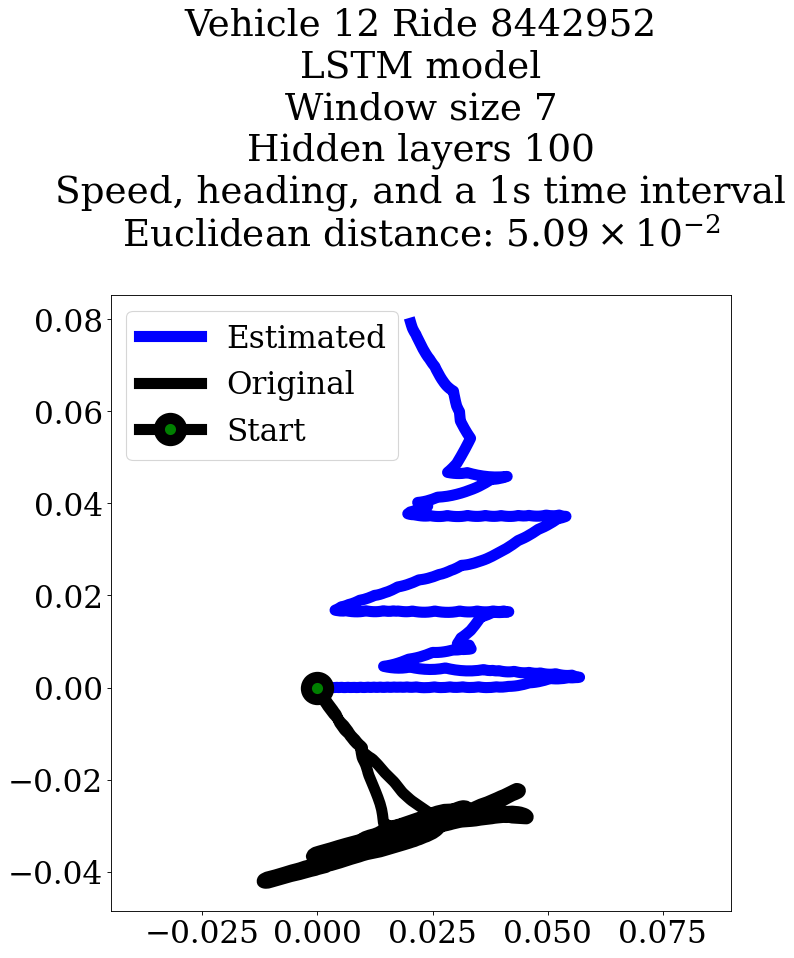 Vehicle 12 Ride 8442952
LSTM model
Window size 7
Hidden layers 100
Speed, heading, and a 1s time interval
Euclidean distance: 5.09 × 10⁻²
Estimated
Original
Start
0.08
0.06
0.04
0.02
0.00
−0.02
−0.04
−0.025 0.000 0.025 0.050 0.075